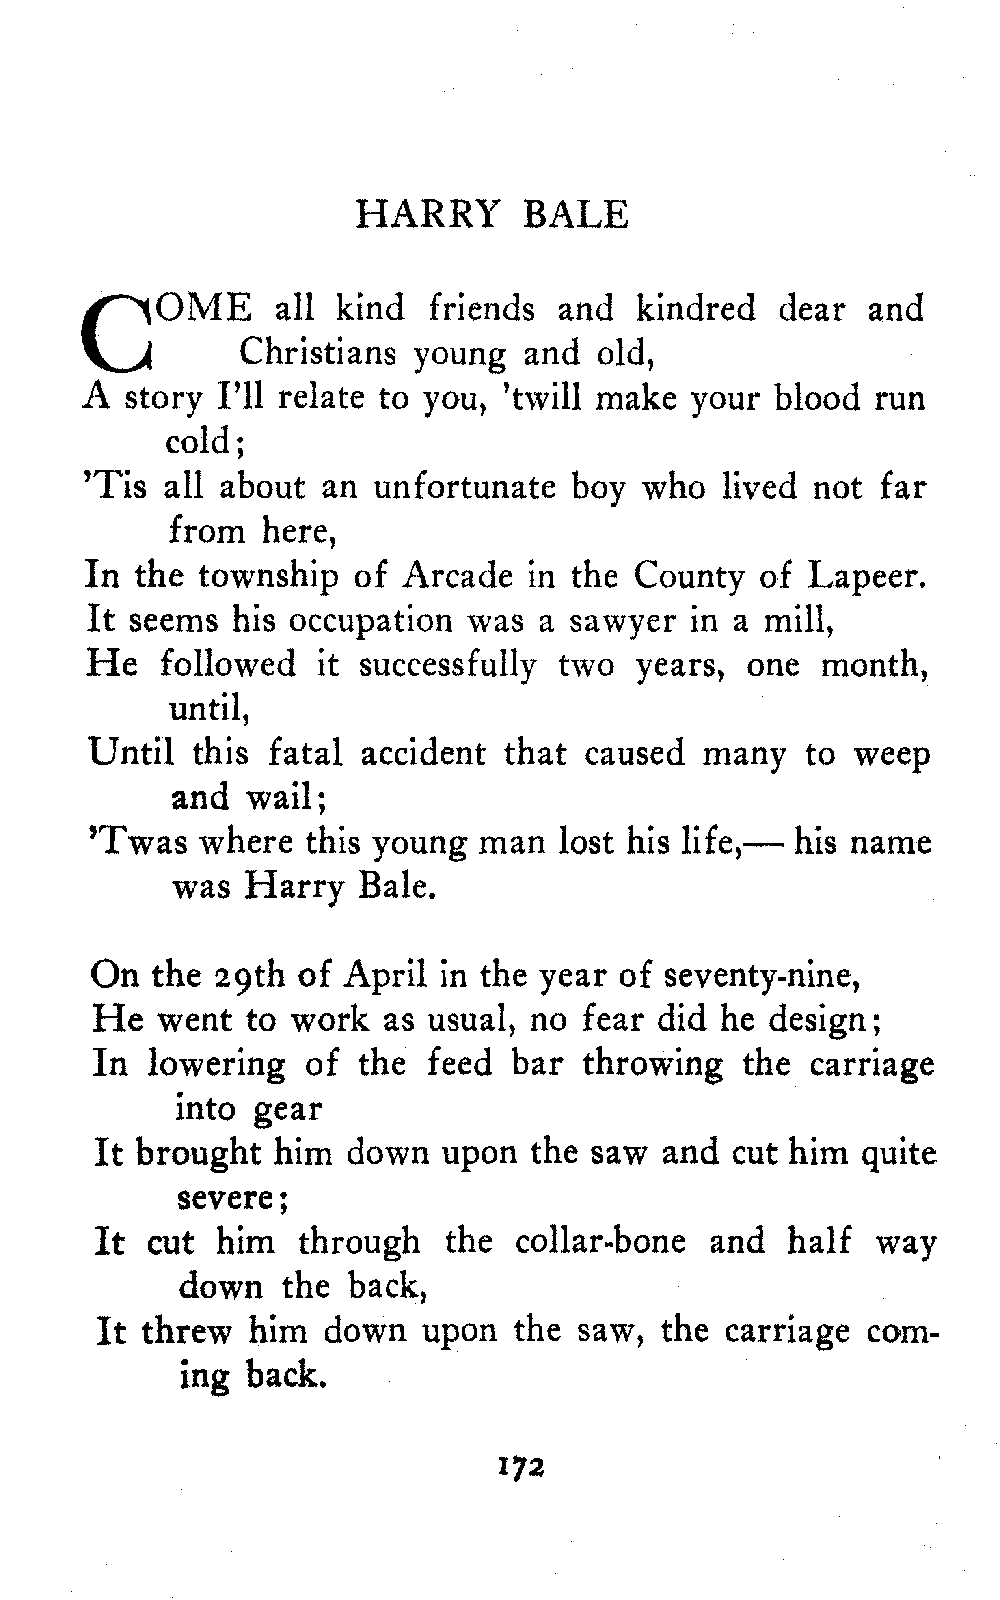 HARRY BALE
COME all kind friends and kindred dear and
Christians young and old,
A story I'll relate to you, 'twill make your blood run
cold;
'Tis all about an unfortunate boy who lived not far
from here,
In the township of Arcade in the County of Lapeer.
It seems his occupation was a sawyer in a mill,
He followed it successfully two years, one month,
until,
Until this fatal accident that caused many to weep
and wail;
'Twas where this young man lost his life,— his name
was Harry Bale.
On the 29th of April in the year of seventy-nine,
He went to work as usual, no fear did he design;
In lowering of the feed bar throwing the carriage
into gear
It brought him down upon the saw and cut him quite
severe;
It cut him through the collar-bone and half way
down the back,
It threw him down upon the saw, the carriage com-
ing back.
172